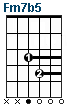 Fm7b5
1
2
x x ● o o o